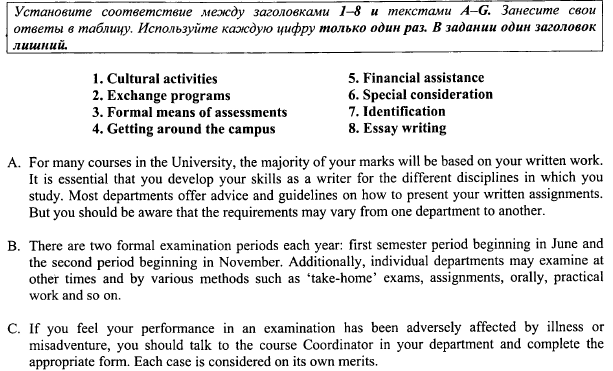 Установите соответствие между заголовками 1–8 и текстами A–G. Занесите свои
ответы в таблицу. Используйте каждую цифру только один раз. В задании один заголовок
лишний.
1. Cultural activities
2. Exchange programs
3. Formal means of assessments
4. Getting around the campus
5. Financial assistance
6. Special consideration
7. Identification
8. Essay writing
A. For many courses in the University, the majority of your marks will be based on your written work.
It is essential that you develop your skills as a writer for the different disciplines in which you
study. Most departments offer advice and guidelines on how to present your written assignments.
But you should be aware that the requirements may vary from one department to another.
B. There are two formal examination periods each year: first semester period beginning in June and
the second period beginning in November. Additionally, individual departments may examine at
other times and by various methods such as ‘take-home’ exams, assignments, orally, practical
work and so on.
C. If you feel your performance in an examination has been adversely affected by illness or
misadventure, you should talk to the course Coordinator in your department and complete the
appropriate form. Each case is considered on its own merits.